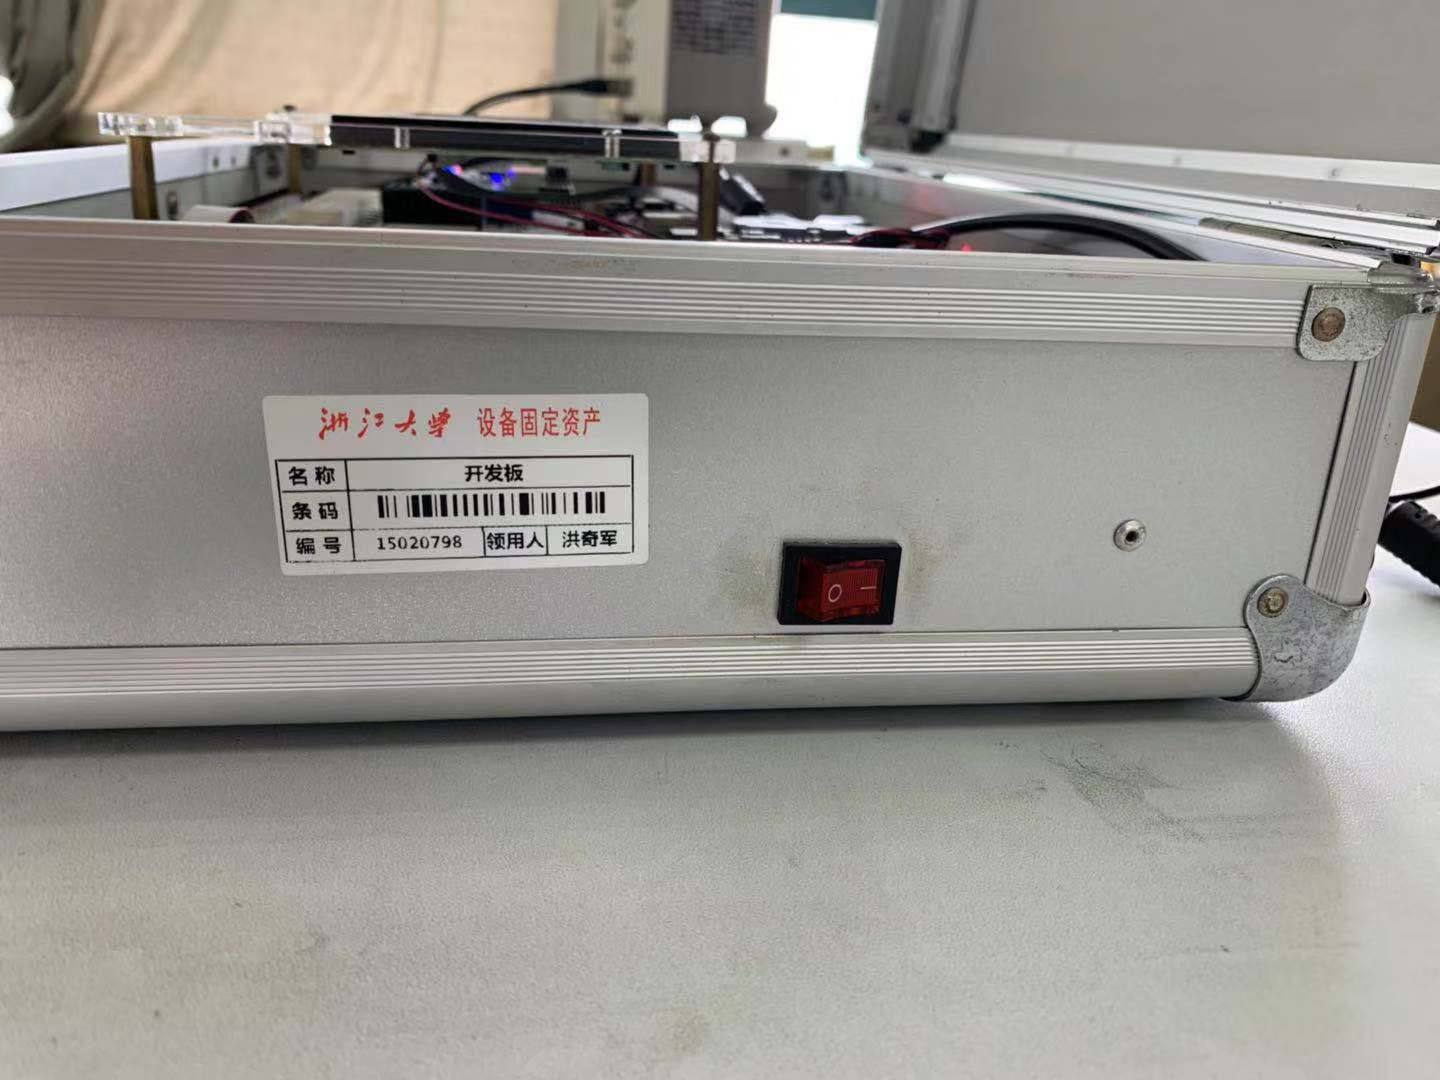 浙江大学 设备固定资产
名称 开发板
条码
编号 15020798 领用人 洪奇军
O I